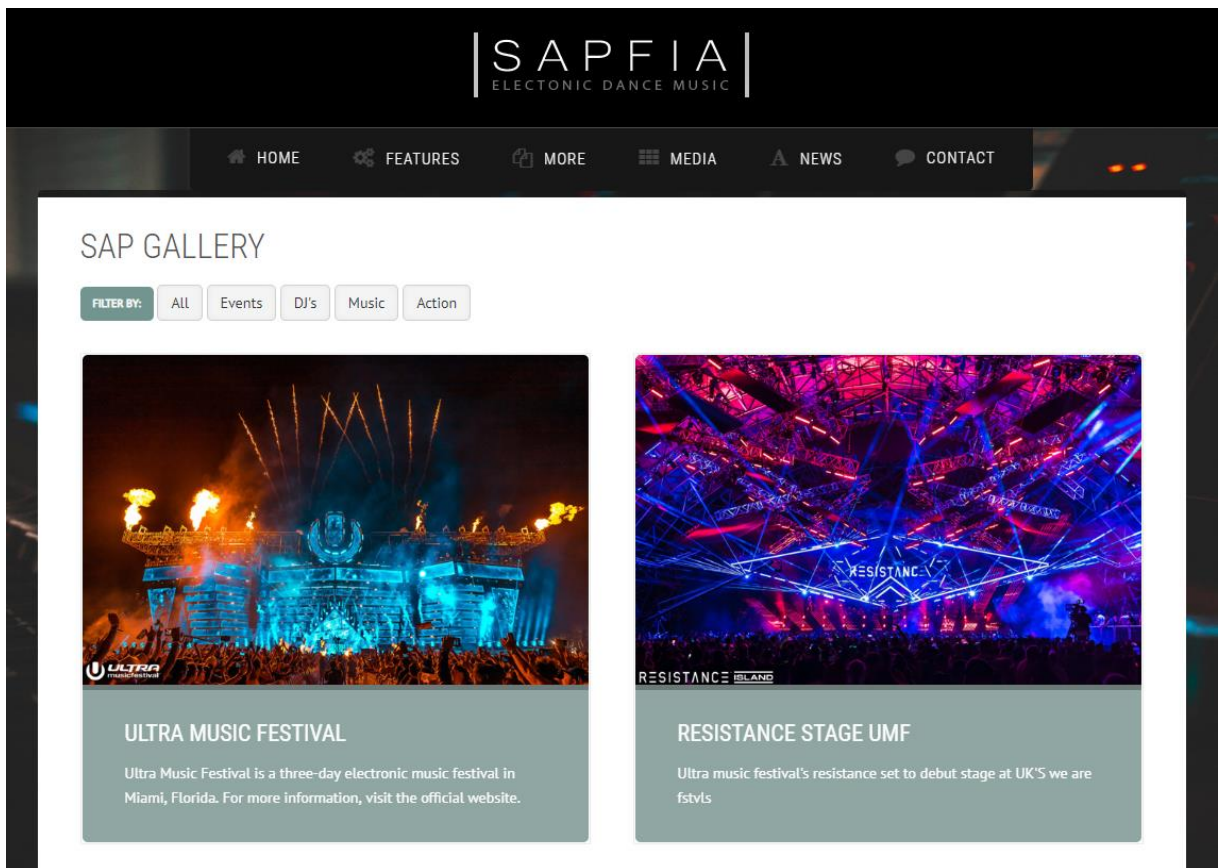 SAPFIA
ELECTONIC DANCE MUSIC
HOME FEATURES MORE MEDIA NEWS CONTACT
SAP GALLERY
FILTER BY: All Events DJ's Music Action
RESISTANC
ULTRA
musicfestival
RESISTANCE ISLAND
ULTRA MUSIC FESTIVAL
Ultra Music Festival is a three-day electronic music festival in
Miami, Florida. For more information, visit the official website.
RESISTANCE STAGE UMF
Ultra music festival's resistance set to debut stage at UK'S we are
fstvls